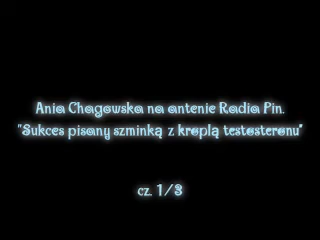 Ania Chagowska na antenie Radia Pin.
"Sukces pisany szminką z kroplą testosteronu"
cz. 1/3